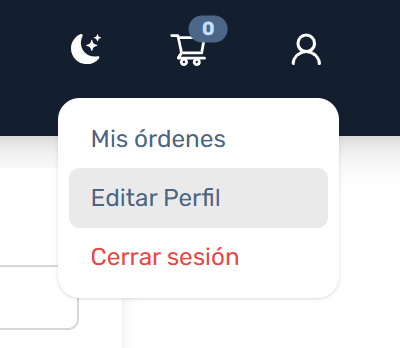 0
Mis órdenes
Editar Perfil
Cerrar sesión